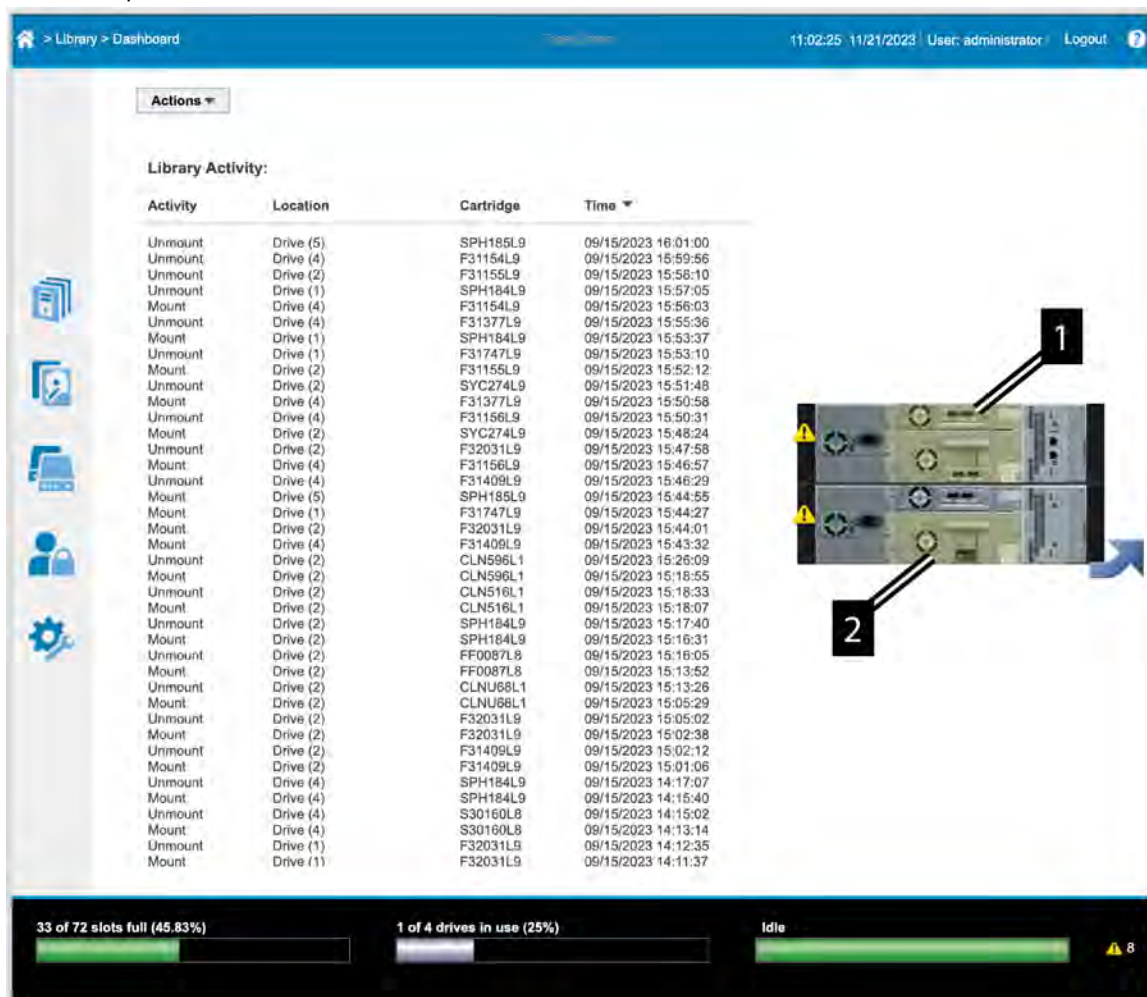 > Library > Dashboard 11:02:25 11/21/2023 User: administrator Logout ?
Actions
Library Activity:
Activity Location Cartridge Time
Unmount Drive (5) SPH185L9 09/15/2023 16:01:00
Unmount Drive (4) F31154L9 09/15/2023 15:59:56
Unmount Drive (2) F31155L9 09/15/2023 15:58:10
Unmount Drive (1) SPH184L9 09/15/2023 15:57:05
Mount Drive (4) F31154L9 09/15/2023 15:56:03
Unmount Drive (4) F31377L9 09/15/2023 15:55:36
Mount Drive (1) SPH184L9 09/15/2023 15:53:37
Unmount Drive (1) F31747L9 09/15/2023 15:53:10
Mount Drive (2) F31155L9 09/15/2023 15:52:12
Unmount Drive (2) SYC274L9 09/15/2023 15:51:48
Mount Drive (4) F31377L9 09/15/2023 15:50:58
Unmount Drive (4) F31156L9 09/15/2023 15:50:31
Mount Drive (2) SYC274L9 09/15/2023 15:48:24
Unmount Drive (2) F32031L9 09/15/2023 15:47:58
Mount Drive (4) F31156L9 09/15/2023 15:46:57
Unmount Drive (4) F31409L9 09/15/2023 15:46:29
Mount Drive (5) SPH185L9 09/15/2023 15:44:55
Mount Drive (1) F31747L9 09/15/2023 15:44:27
Mount Drive (2) F32031L9 09/15/2023 15:44:01
Mount Drive (4) F31409L9 09/15/2023 15:43:32
Unmount Drive (2) CLN596L1 09/15/2023 15:26:09
Mount Drive (2) CLN596L1 09/15/2023 15:18:55
Unmount Drive (2) CLN516L1 09/15/2023 15:18:33
Mount Drive (2) CLN516L1 09/15/2023 15:18:07
Unmount Drive (2) SPH184L9 09/15/2023 15:17:40
Mount Drive (2) SPH184L9 09/15/2023 15:16:31
Unmount Drive (2) FF0087L8 09/15/2023 15:16:05
Mount Drive (2) FF0087L8 09/15/2023 15:13:52
Unmount Drive (2) CLNU68L1 09/15/2023 15:13:26
Mount Drive (2) CLNU68L1 09/15/2023 15:05:29
Unmount Drive (2) F32031L9 09/15/2023 15:05:02
Mount Drive (2) F32031L9 09/15/2023 15:02:38
Unmount Drive (2) F31409L9 09/15/2023 15:02:12
Mount Drive (2) F31409L9 09/15/2023 15:01:06
Unmount Drive (4) SPH184L9 09/15/2023 14:17:07
Mount Drive (4) SPH184L9 09/15/2023 14:15:40
Unmount Drive (4) S30160L8 09/15/2023 14:15:02
Mount Drive (4) S30160L8 09/15/2023 14:13:14
Unmount Drive (1) F32031L9 09/15/2023 14:12:35
Mount Drive (1) F32031L9 09/15/2023 14:11:37
1
2
33 of 72 slots full (45.83%) 1 of 4 drives in use (25%) Idle
8